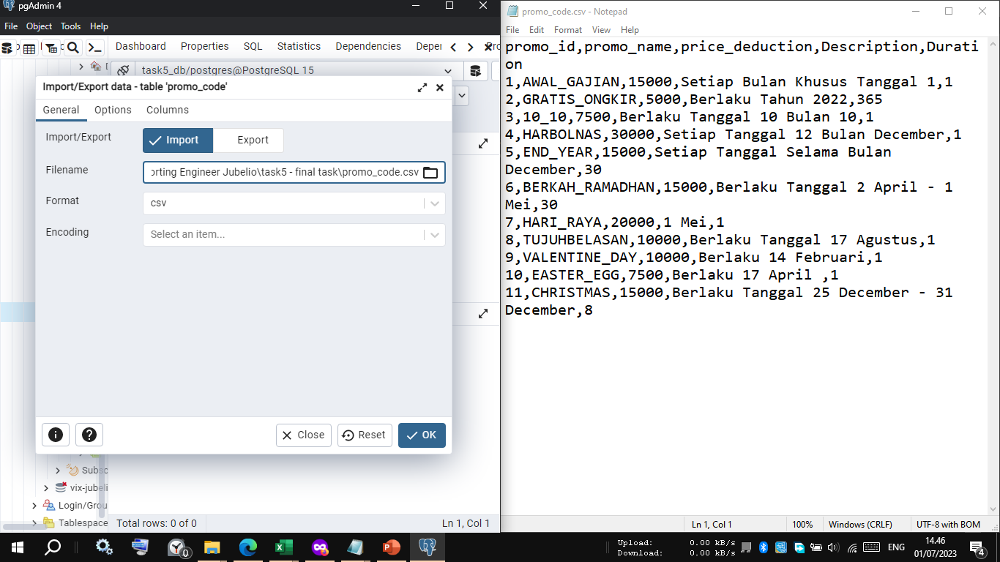 pgAdmin 4
File Object Tools Help
Dashboard Properties SQL Statistics Dependencies Deper
task5_db/postgres@PostgreSQL 15
Import/Export data - table 'promo_code'
General Options Columns
Import/Export Import Export
Filename orting Engineer Jubelio\task5 - final task\promo_code.csv
Format csv
Encoding Select an item...
Close Reset OK
Subsc
vix-jubeli
Login/Grou
Tablespace
Total rows: 0 of 0 Ln 1, Col 1
promo_code.csv - Notepad
File Edit Format View Help
promo_id,promo_name,price_deduction,Description,Durati
on
1,AWAL_GAJIAN,15000,Setiap Bulan Khusus Tanggal 1,1
2,GRATIS_ONGKIR,5000,Berlaku Tahun 2022,365
3,10_10,7500,Berlaku Tanggal 10 Bulan 10,1
4,HARBOLNAS,30000,Setiap Tanggal 12 Bulan December,1
5,END_YEAR,15000,Setiap Tanggal Selama Bulan
December,30
6,BERKAH_RAMADHAN,15000,Berlaku Tanggal 2 April - 1
Mei,30
7,HARI_RAYA,20000,1 Mei,1
8,TUJUHBELASAN,10000,Berlaku Tanggal 17 Agustus,1
9,VALENTINE_DAY,10000,Berlaku 14 Februari,1
10,EASTER_EGG,7500,Berlaku 17 April ,1
11,CHRISTMAS,15000,Berlaku Tanggal 25 December - 31
December,8
Ln 1, Col 1 100% Windows (CRLF) UTF-8 with BOM
Upload: 0.00 kB/s
Download: 0.00 kB/s
ENG
14.46
01/07/2023
4